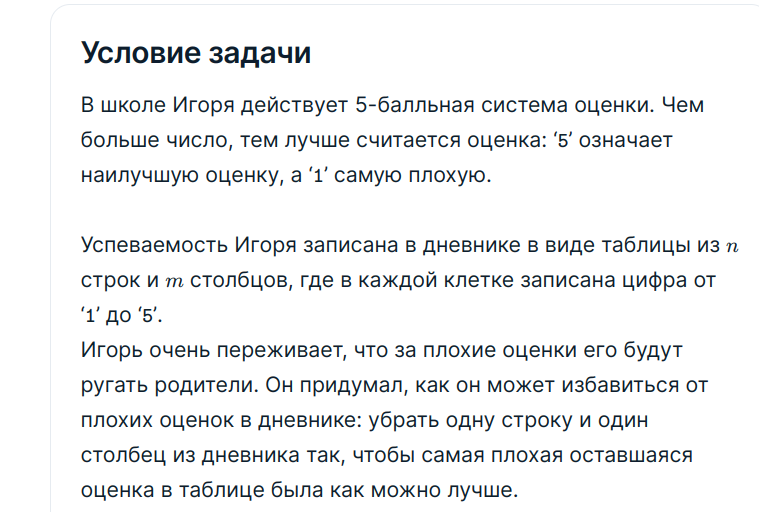 Условие задачи
В школе Игоря действует 5-балльная система оценки. Чем
больше число, тем лучше считается оценка: ‘5’ означает
наилучшую оценку, а ‘1’ самую плохую.
Успеваемость Игоря записана в дневнике в виде таблицы из n
строк и m столбцов, где в каждой клетке записана цифра от
‘1’ до ‘5’.
Игорь очень переживает, что за плохие оценки его будут
ругать родители. Он придумал, как он может избавиться от
плохих оценок в дневнике: убрать одну строку и один
столбец из дневника так, чтобы самая плохая оставшаяся
оценка в таблице была как можно лучше.